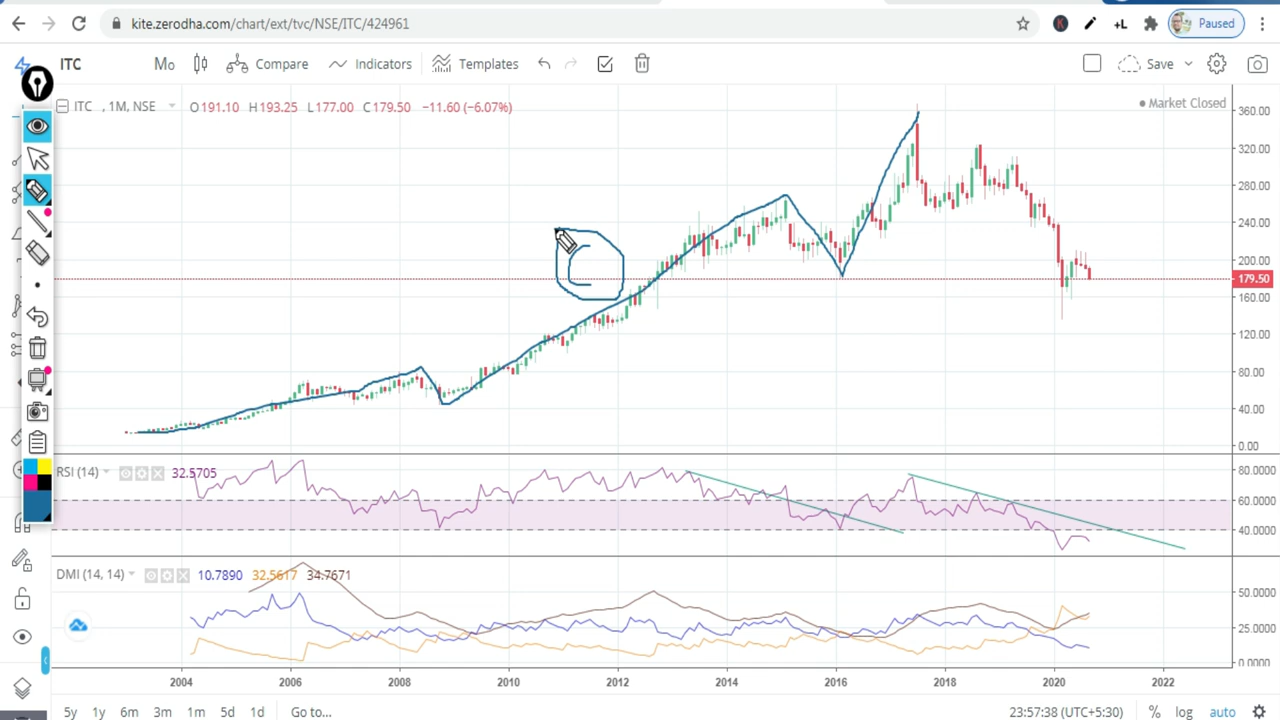 kite.zerodha.com/chart/ext/tvc/NSE/ITC/424961
K
+L
Paused
ITC
Mo
Compare
Indicators
Templates
Save
ITC , 1M, NSE
O191.10 H193.25 L177.00 C179.50 −11.60 (−6.07%)
Market Closed
360.00
320.00
280.00
240.00
200.00
179.50
160.00
120.00
80.00
40.00
0.00
C
RSI (14)
32.5705
80.0000
60.0000
40.0000
DMI (14, 14)
10.7890 32.5617 34.7671
50.0000
25.0000
0.0000
2004 2006 2008 2010 2012 2014 2016 2018 2020 2022
5y 1y 6m 3m 1m 5d 1d Go to...
23:57:38 (UTC+5:30) % log auto